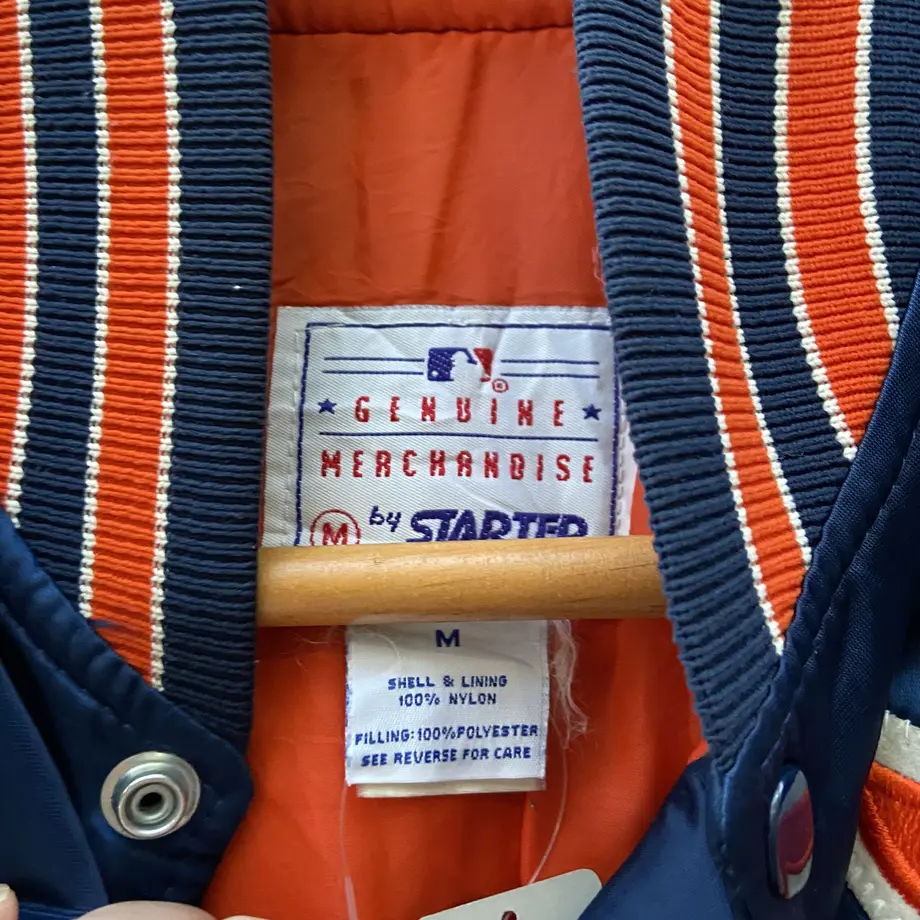 GENUINE
MERCHANDISE
M by STARTER
M
SHELL & LINING
100% NYLON
FILLING:100%POLYESTER
SEE REVERSE FOR CARE